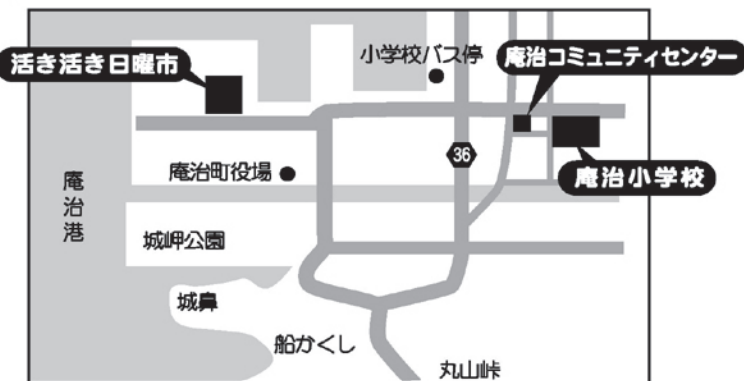 活き活き日曜市
小学校バス停
庵治コミュニティセンター
36
庵治小学校
庵治町役場
庵治港
城岬公園
城鼻
船かくし
丸山峠